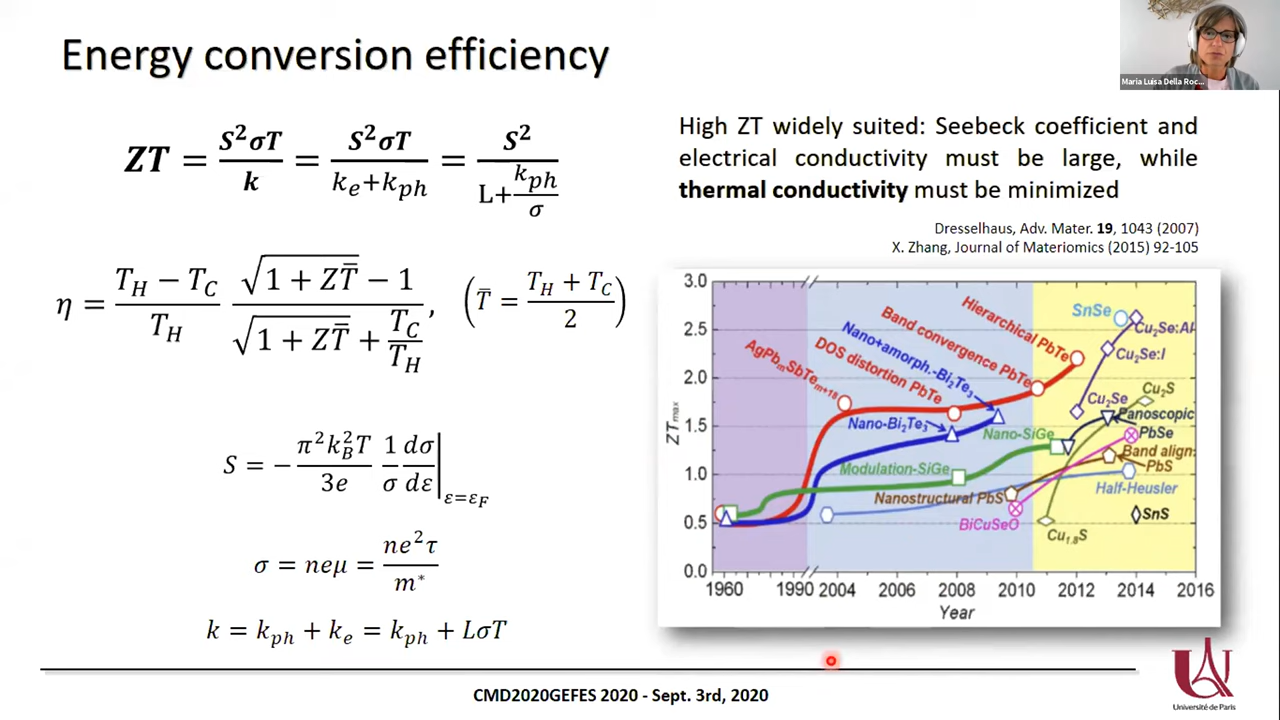 Energy conversion efficiency
Maria Luisa Della Roc...
ZT = S²σT / k = S²σT / (k_e+k_ph) = S² / (L+ k_ph/σ)
η = (T_H − T_C) / T_H (√(1 + ZT̄) − 1) / (√(1 + ZT̄) + T_C/T_H), (T̄ = (T_H + T_C) / 2)
S = − π²k_B²T / 3e 1/σ dσ/dε |_ε=ε_F
σ = neμ = ne²τ / m*
k = k_ph + k_e = k_ph + LσT
High ZT widely suited: Seebeck coefficient and
electrical conductivity must be large, while
thermal conductivity must be minimized
Dresselhaus, Adv. Mater. 19, 1043 (2007)
X. Zhang, Journal of Materiomics (2015) 92-105
3.0
2.5
2.0
1.5
1.0
0.5
0.0
ZT_max
AgPb_mSbTe_m+18
DOS distortion PbTe
Nano+amorph.-Bi₂Te₃
Band convergence PbTe
Hierarchical PbTe
SnSe
Cu₂Se:Al
Cu₂Se:I
Cu₂S
Cu₂Se
Panoscopic
Nano-Bi₂Te₃
Nano-SiGe
PbSe
Band align.
PbS
Modulation-SiGe
Half-Heusler
Nanostructural PbS
BiCuSeO
SnS
Cu₁.₈S
1960 1990 2004 2006 2008 2010 2012 2014 2016
Year
CMD2020GEFES 2020 - Sept. 3rd, 2020
Université de Paris